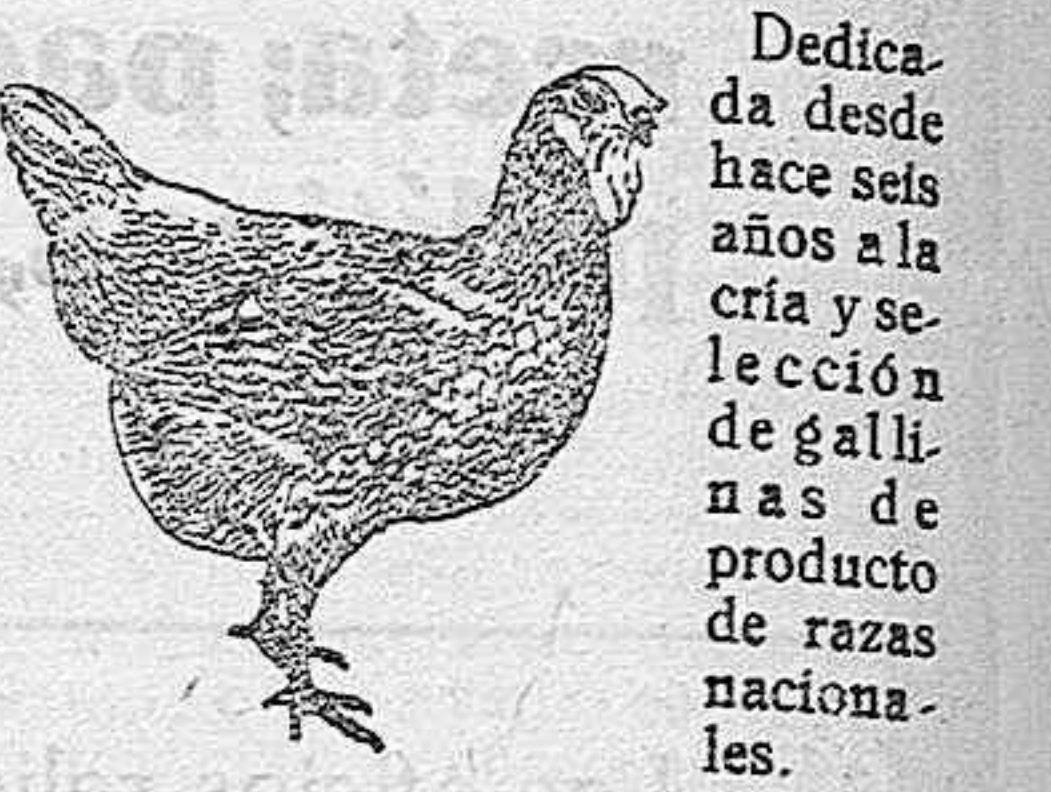 Dedica-
da desde
hace seis
años a la
cría y se-
lección
de galli-
nas de
producto
de razas
naciona-
les.